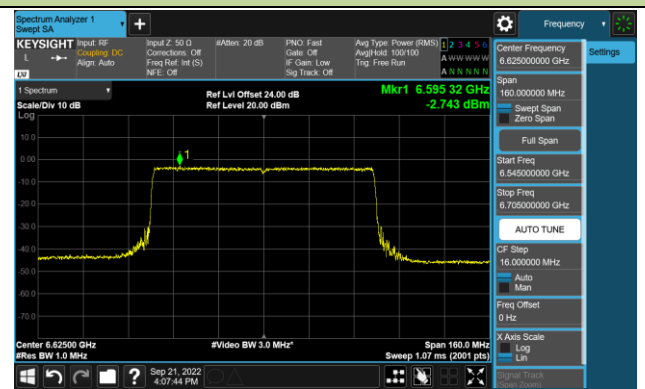 Spectrum Analyzer 1
Swept SA
Frequency
KEYSIGHT
L
Input: RF
Coupling: DC
Align: Auto
Input Z: 50 Ω
Corrections: Off
Freq Ref: Int (S)
NFE: Off
#Atten: 20 dB
PNO: Fast
Gate: Off
IF Gain: Low
Sig Track: Off
Avg Type: Power (RMS)
Avg|Hold: 100/100
Trig: Free Run
1 2 3 4 5 6
A W W W W W
A N N N N N
1 Spectrum
Scale/Div 10 dB
Log
Ref Lvl Offset 24.00 dB
Ref Level 20.00 dBm
Mkr1 6.595 32 GHz
-2.743 dBm
1
10.0
0.00
-10.0
-20.0
-30.0
-40.0
-50.0
-60.0
-70.0
Center 6.62500 GHz
#Res BW 1.0 MHz
#Video BW 3.0 MHz*
Span 160.0 MHz
Sweep 1.07 ms (2001 pts)
Center Frequency
6.625000000 GHz
Settings
Span
160.000000 MHz
Swept Span
Zero Span
Full Span
Start Freq
6.545000000 GHz
Stop Freq
6.705000000 GHz
AUTO TUNE
CF Step
16.000000 MHz
Auto
Man
Freq Offset
0 Hz
X Axis Scale
Log
Lin
Signal Track
(Span Zoom)
?
Sep 21, 2022
4:07:44 PM